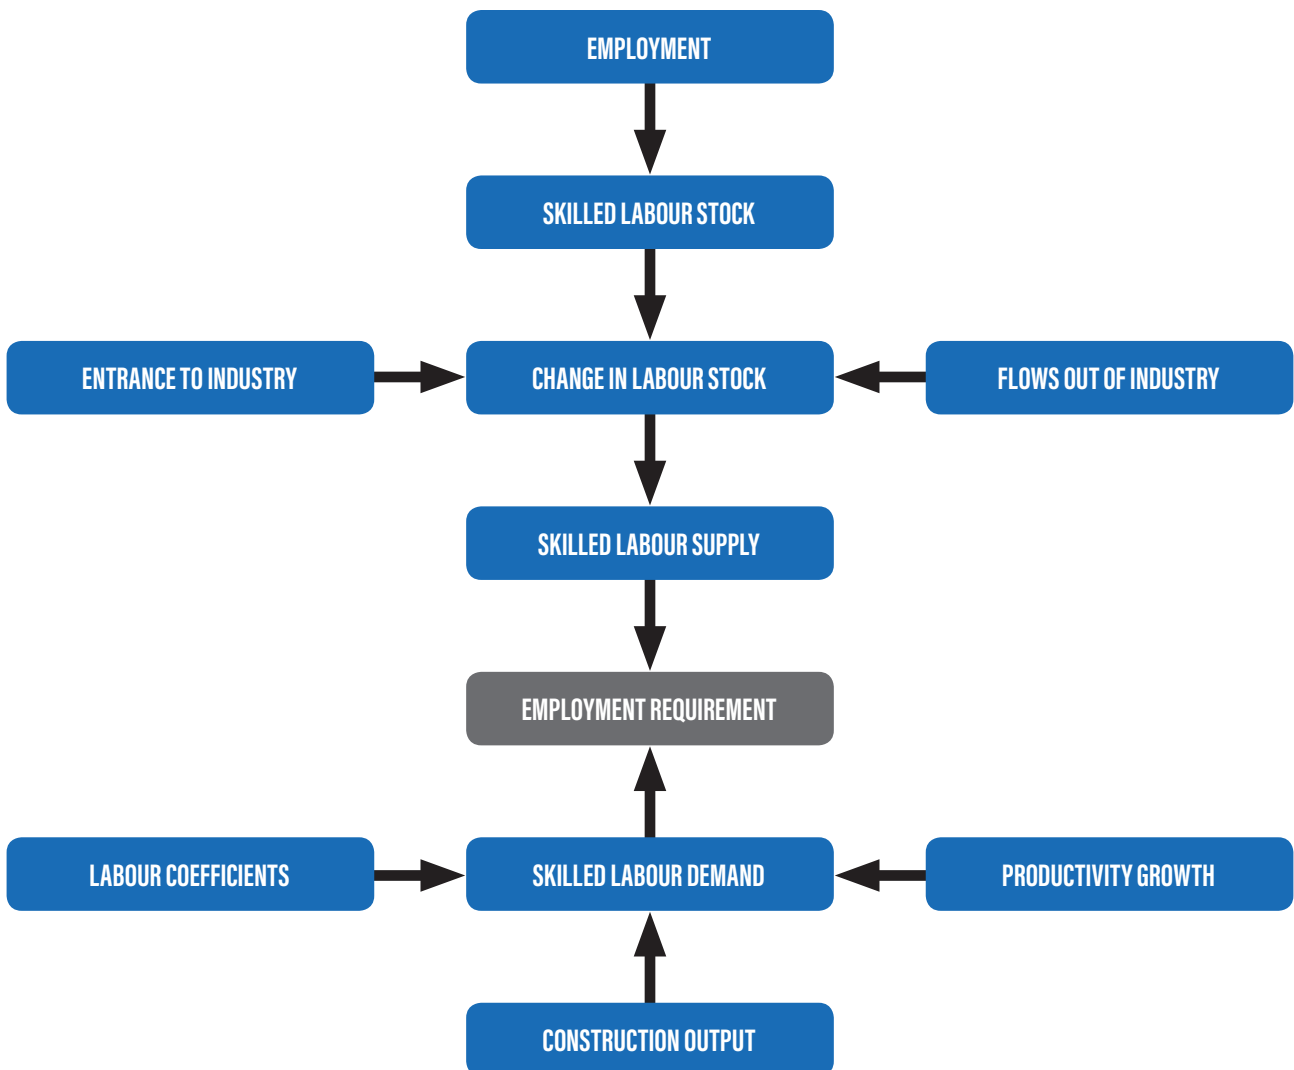 EMPLOYMENT
SKILLED LABOUR STOCK
ENTRANCE TO INDUSTRY
CHANGE IN LABOUR STOCK
FLOWS OUT OF INDUSTRY
SKILLED LABOUR SUPPLY
EMPLOYMENT REQUIREMENT
LABOUR COEFFICIENTS
SKILLED LABOUR DEMAND
PRODUCTIVITY GROWTH
CONSTRUCTION OUTPUT